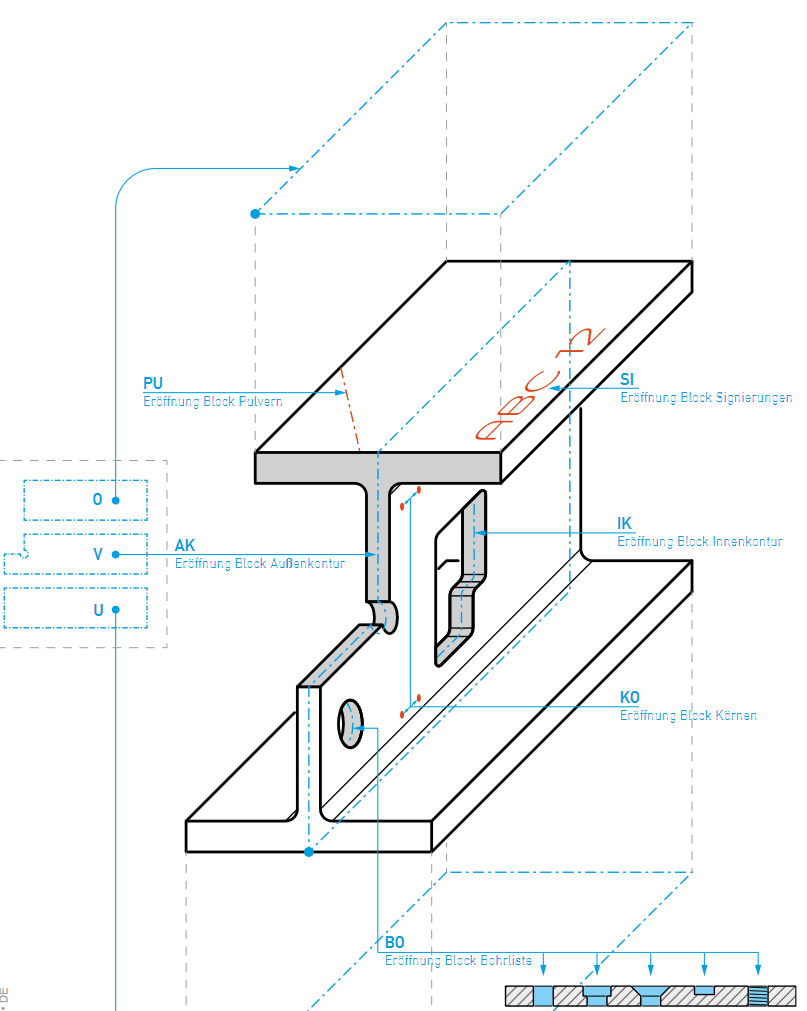 PU
Eröffnung Block Pulvern
ABC 12
SI
Eröffnung Block Signierungen
O
V
AK
Eröffnung Block Außenkontur
IK
Eröffnung Block Innenkontur
U
KO
Eröffnung Block Körnen
BO
Eröffnung Block Bohrliste
• DE